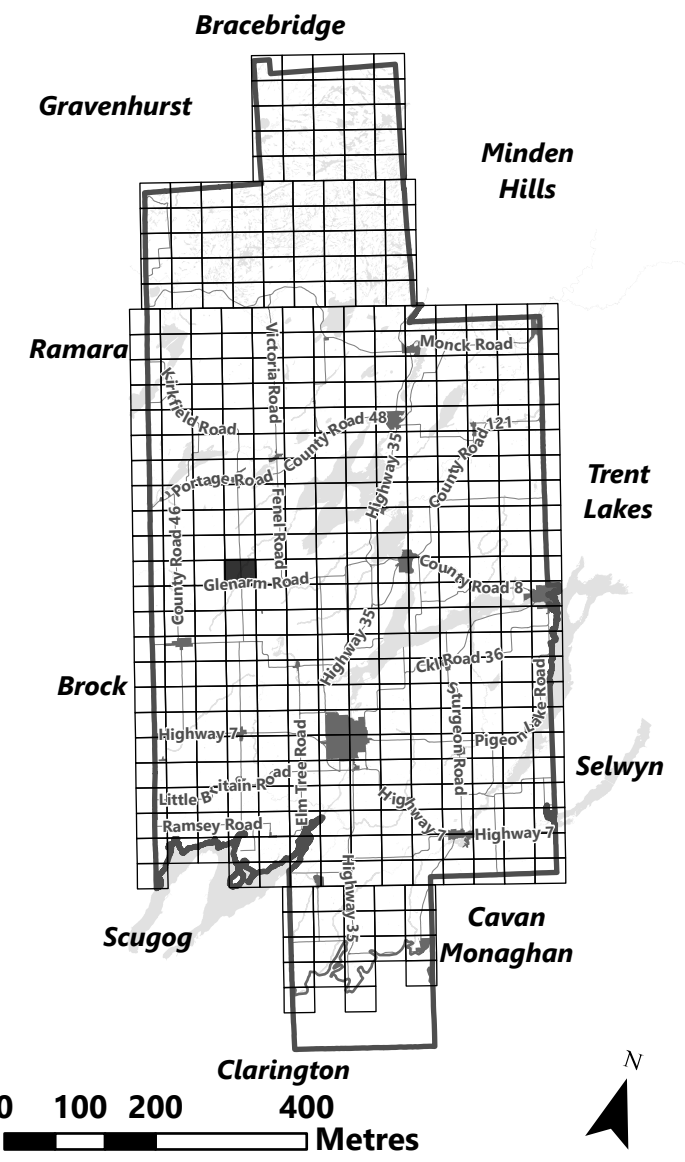 Bracebridge
Gravenhurst
Minden
Hills
Ramara
Victoria Road
Monck Road
Kirkfield Road
County Road 48
Highway 35
County Road 121
Portage Road
Trent
Lakes
County Road 46
Fenel Road
Glenarm Road
County Road 8
Highway 35
Ckl Road 36
Brock
Sturgeon Road
Pigeon Lake Road
Highway 7
Elm Tree Road
Selwyn
Little Britain Road
Highway 7
Highway 7
Ramsey Road
Highway 35
Cavan
Monaghan
Scugog
Clarington
N
0 100 200 400
Metres